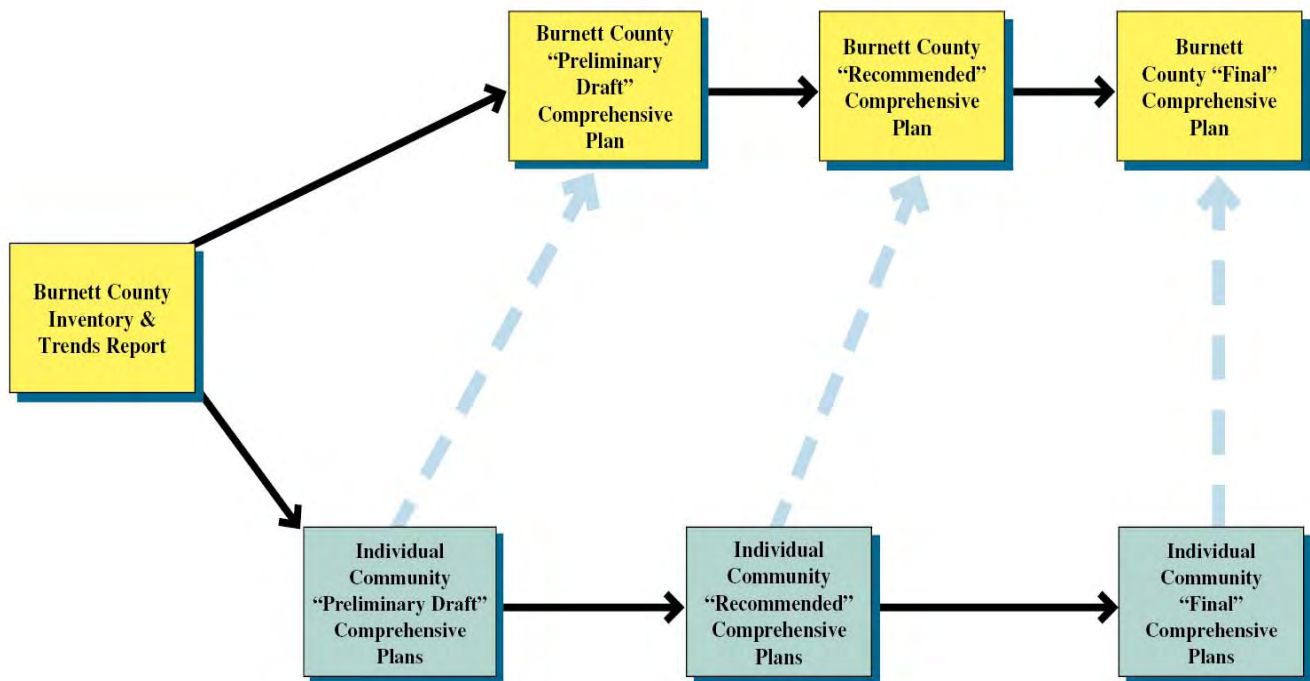 Burnett County
“Preliminary
Draft”
Comprehensive
Plan
Burnett County
“Recommended”
Comprehensive
Plan
Burnett
County “Final”
Comprehensive
Plan
Burnett County
Inventory &
Trends Report
Individual
Community
“Preliminary Draft”
Comprehensive
Plans
Individual
Community
“Recommended”
Comprehensive
Plans
Individual
Community
“Final”
Comprehensive
Plans